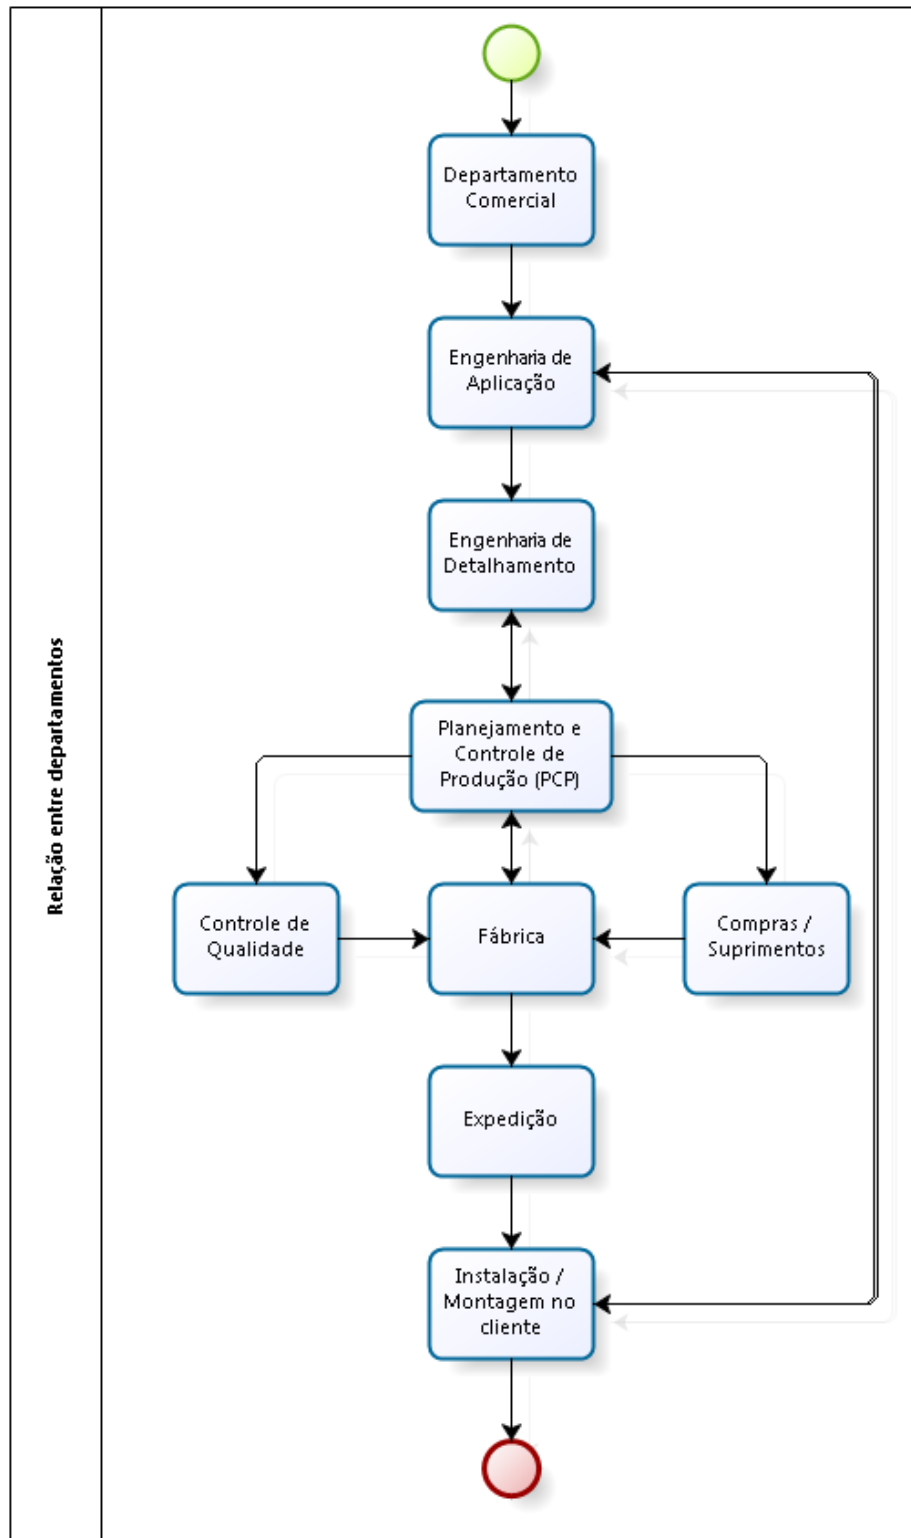 Relação entre departamentos
Departamento
Comercial
Engenharia de
Aplicação
Engenharia de
Detalhamento
Planejamento e
Controle de
Produção (PCP)
Controle de
Qualidade
Fábrica
Compras /
Suprimentos
Expedição
Instalação /
Montagem no
cliente